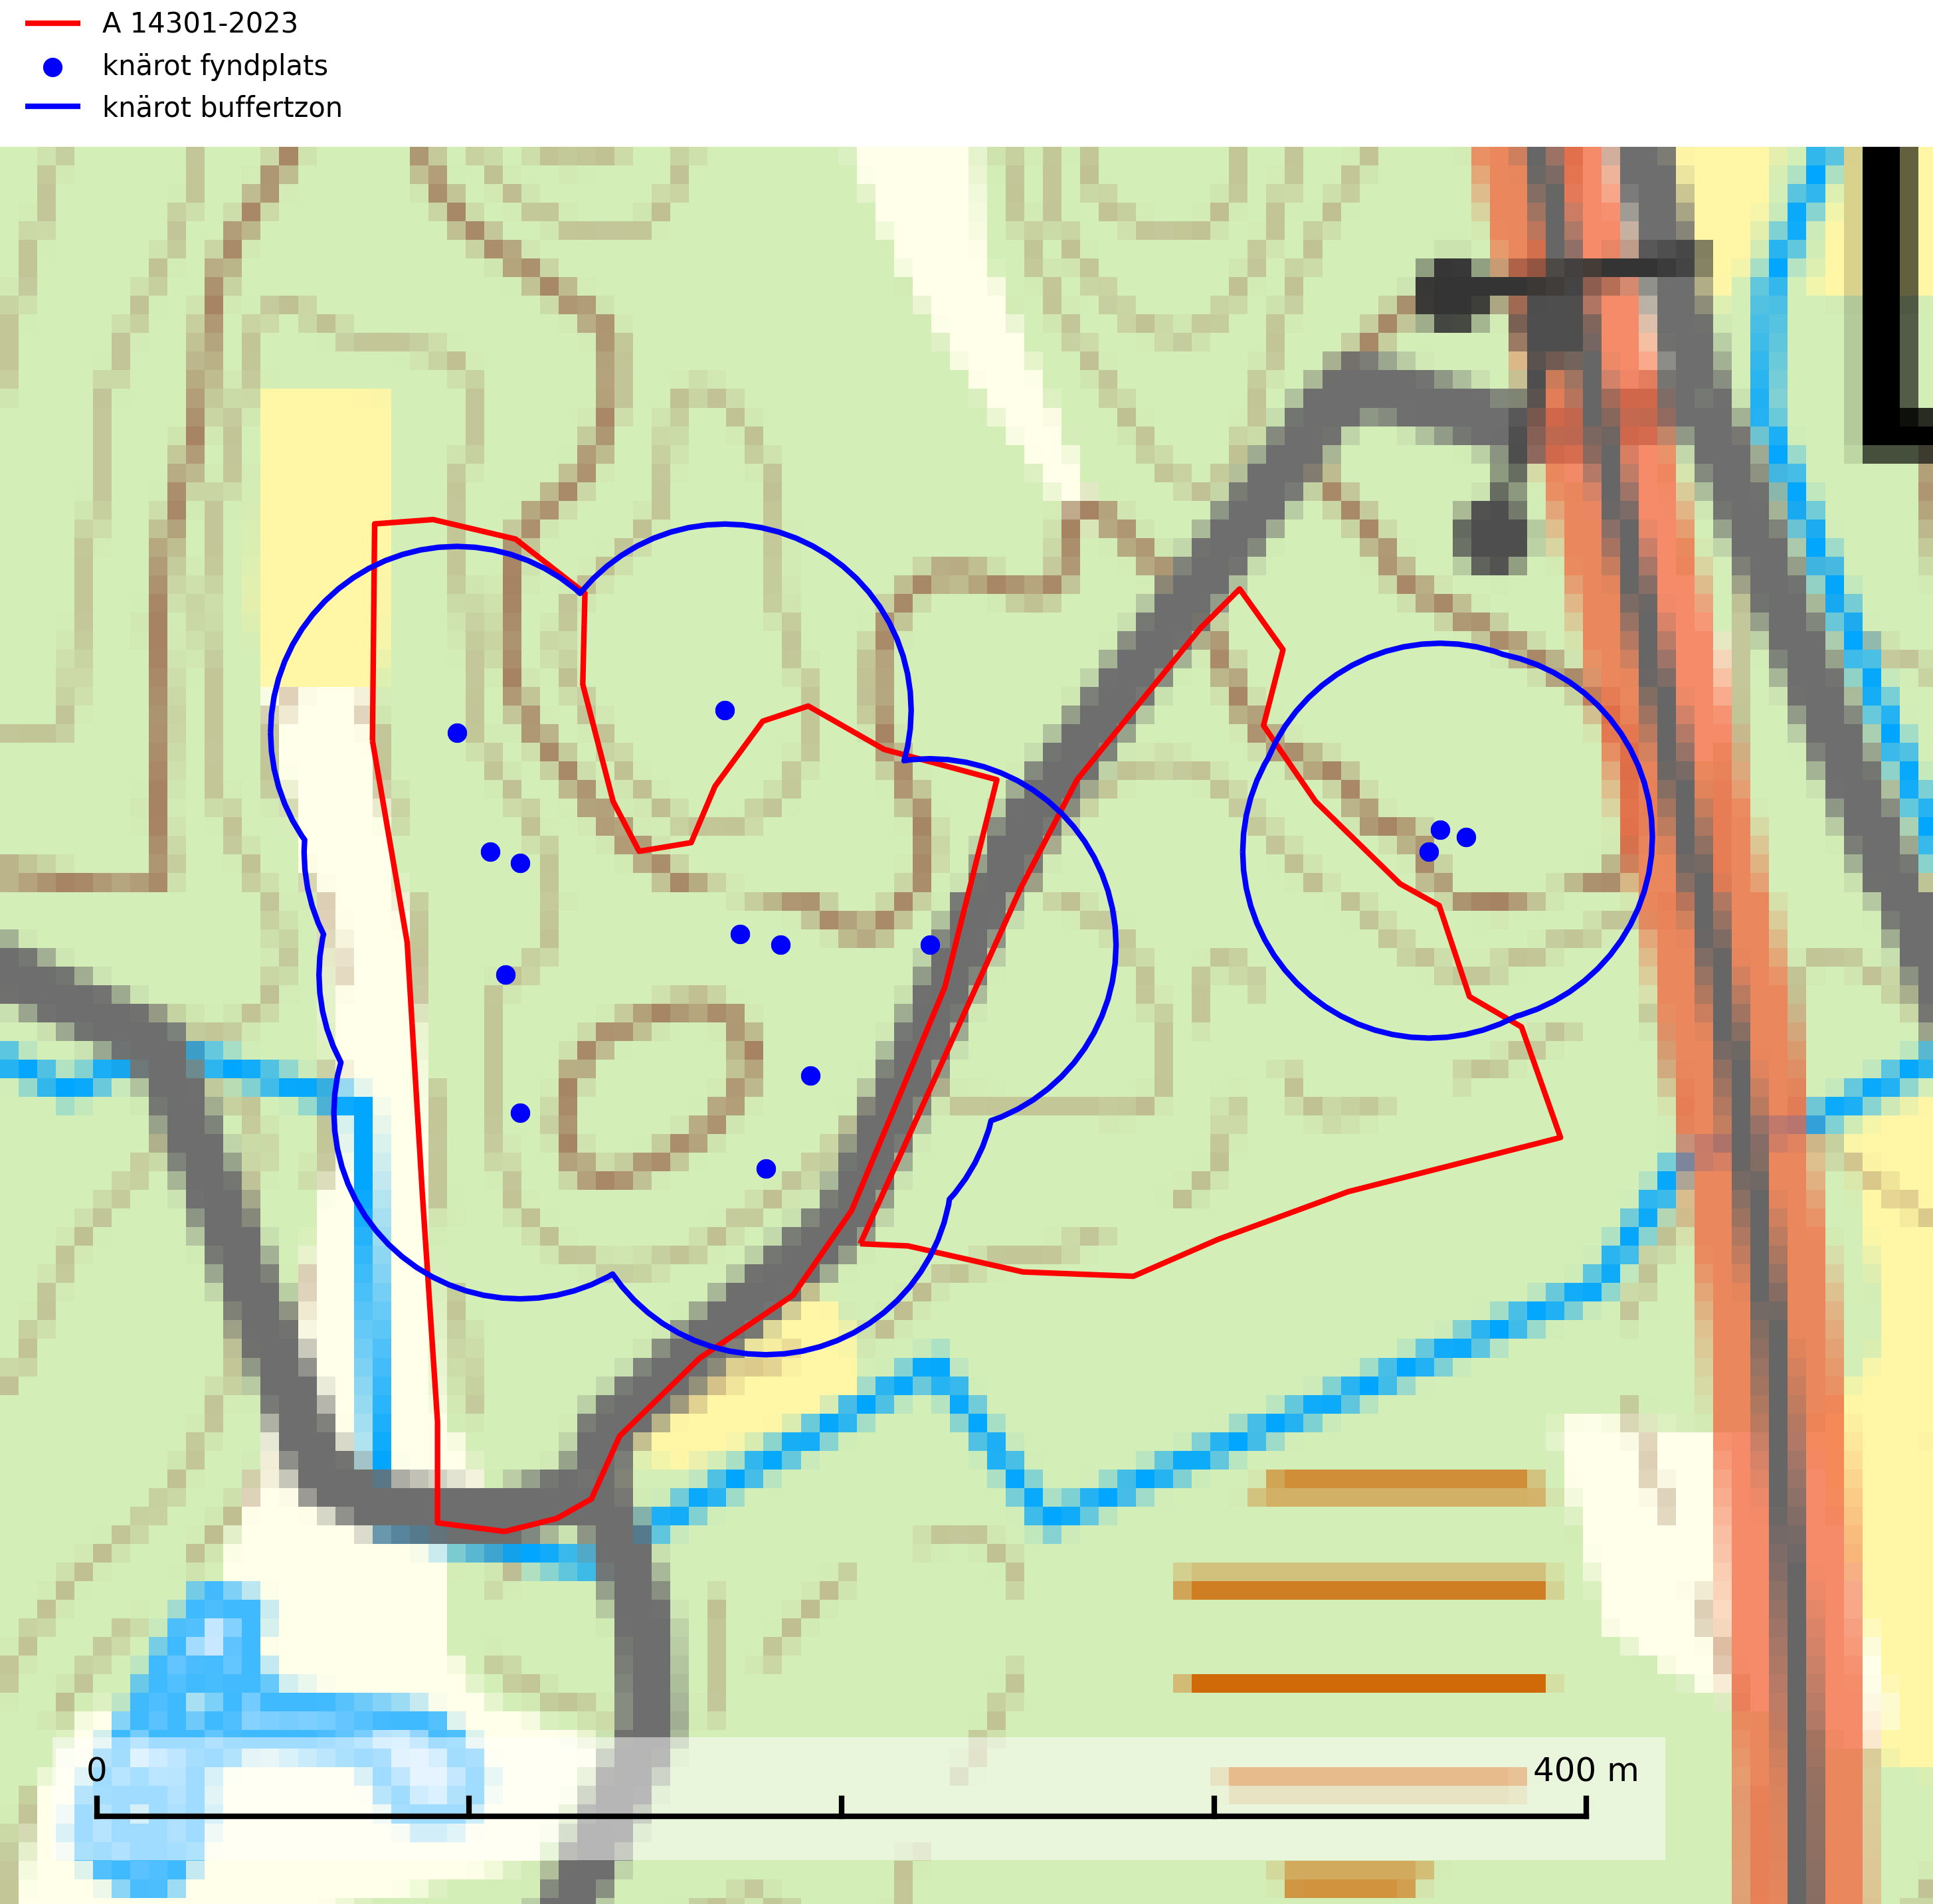 A 14301-2023
knärot fyndplats
knärot buffertzon
0
400 m